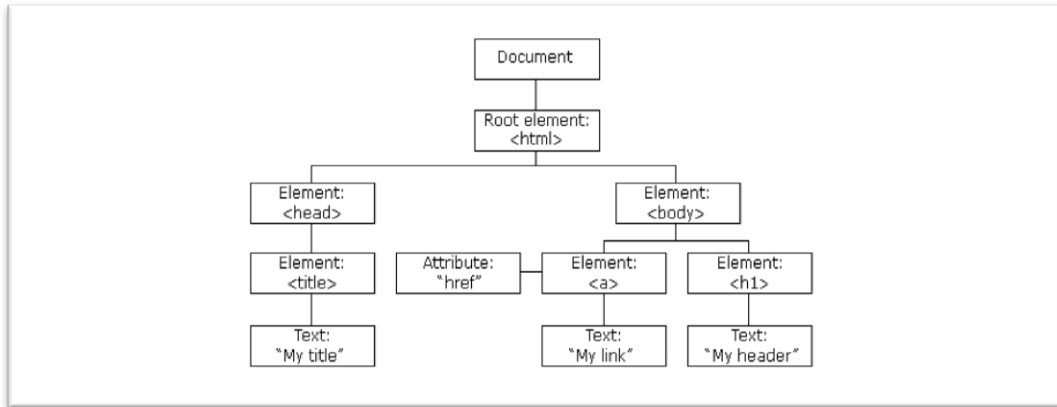 Document
Root element:
<html>
Element:
<head>
Element:
<body>
Element:
<title>
Attribute:
“href”
Element:
<a>
Element:
<h1>
Text:
“My title”
Text:
“My link”
Text:
“My header”